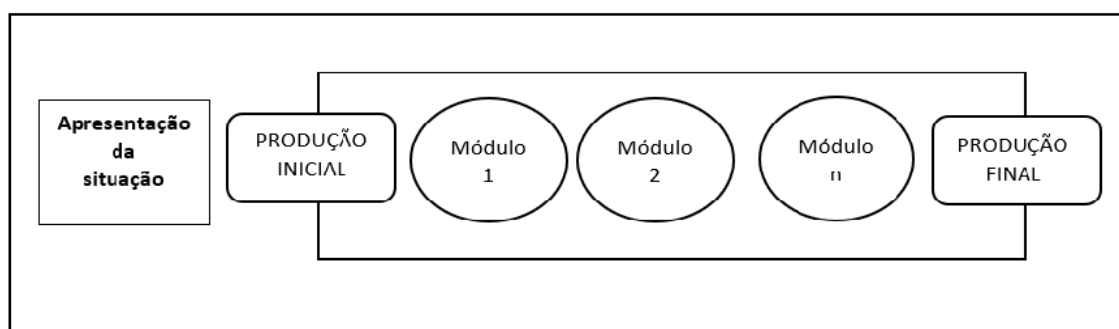 Apresentação
da
situação
PRODUÇÃO
INICIAL
Módulo
1
Módulo
2
Módulo
n
PRODUÇÃO
FINAL